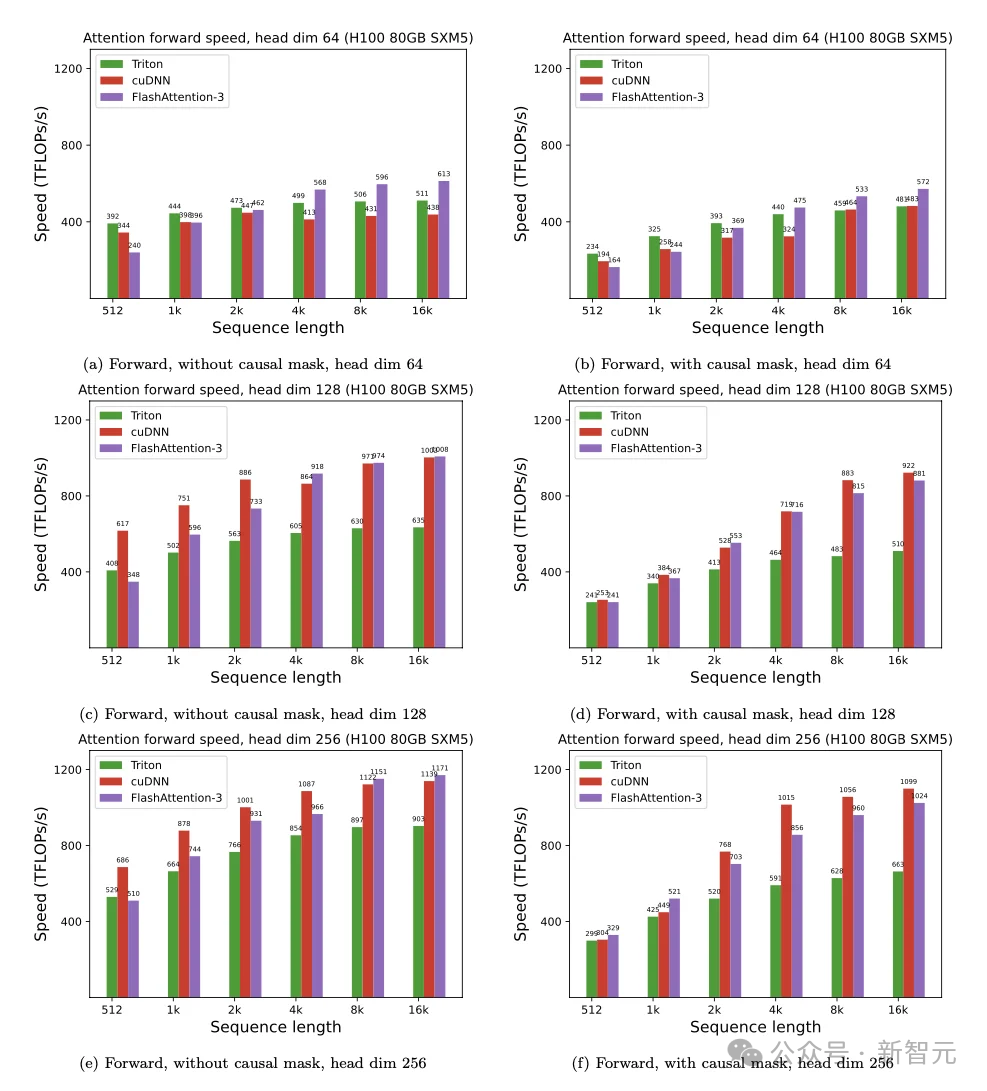 Attention forward speed, head dim 64 (H100 80GB SXM5)
Triton
cuDNN
FlashAttention-3
Speed (TFLOPs/s)
1200
800
400
392 344 240
444 398 396
473 447 462
499 413 568
506 431 596
511 438 613
512 1k 2k 4k 8k 16k
Sequence length
(a) Forward, without causal mask, head dim 64
Attention forward speed, head dim 64 (H100 80GB SXM5)
Triton
cuDNN
FlashAttention-3
Speed (TFLOPs/s)
1200
800
400
234 194 164
325 258 244
393 317 369
440 324 475
459 464 533
481 483 572
512 1k 2k 4k 8k 16k
Sequence length
(b) Forward, with causal mask, head dim 64
Attention forward speed, head dim 128 (H100 80GB SXM5)
Triton
cuDNN
FlashAttention-3
Speed (TFLOPs/s)
1200
800
400
408 617 348
502 751 596
563 886 733
605 864 918
630 971 974
635 1008
512 1k 2k 4k 8k 16k
Sequence length
(c) Forward, without causal mask, head dim 128
Attention forward speed, head dim 128 (H100 80GB SXM5)
Triton
cuDNN
FlashAttention-3
Speed (TFLOPs/s)
1200
800
400
241 253 241
340 384 367
413 528 553
464 719 716
483 883 815
510 922 881
512 1k 2k 4k 8k 16k
Sequence length
(d) Forward, with causal mask, head dim 128
Attention forward speed, head dim 256 (H100 80GB SXM5)
Triton
cuDNN
FlashAttention-3
Speed (TFLOPs/s)
1200
800
400
529 686 510
664 878 744
766 1001 931
854 1087 966
897 1122 1151
903 1139 1171
512 1k 2k 4k 8k 16k
Sequence length
(e) Forward, without causal mask, head dim 256
Attention forward speed, head dim 256 (H100 80GB SXM5)
Triton
cuDNN
FlashAttention-3
Speed (TFLOPs/s)
1200
800
400
299 304 329
425 449 521
520 768 703
591 1015 856
628 1056 960
663 1099 1024
512 1k 2k 4k 8k 16k
Sequence length
(f) Forward, with causal mask, head dim 256
公众号 · 新智元